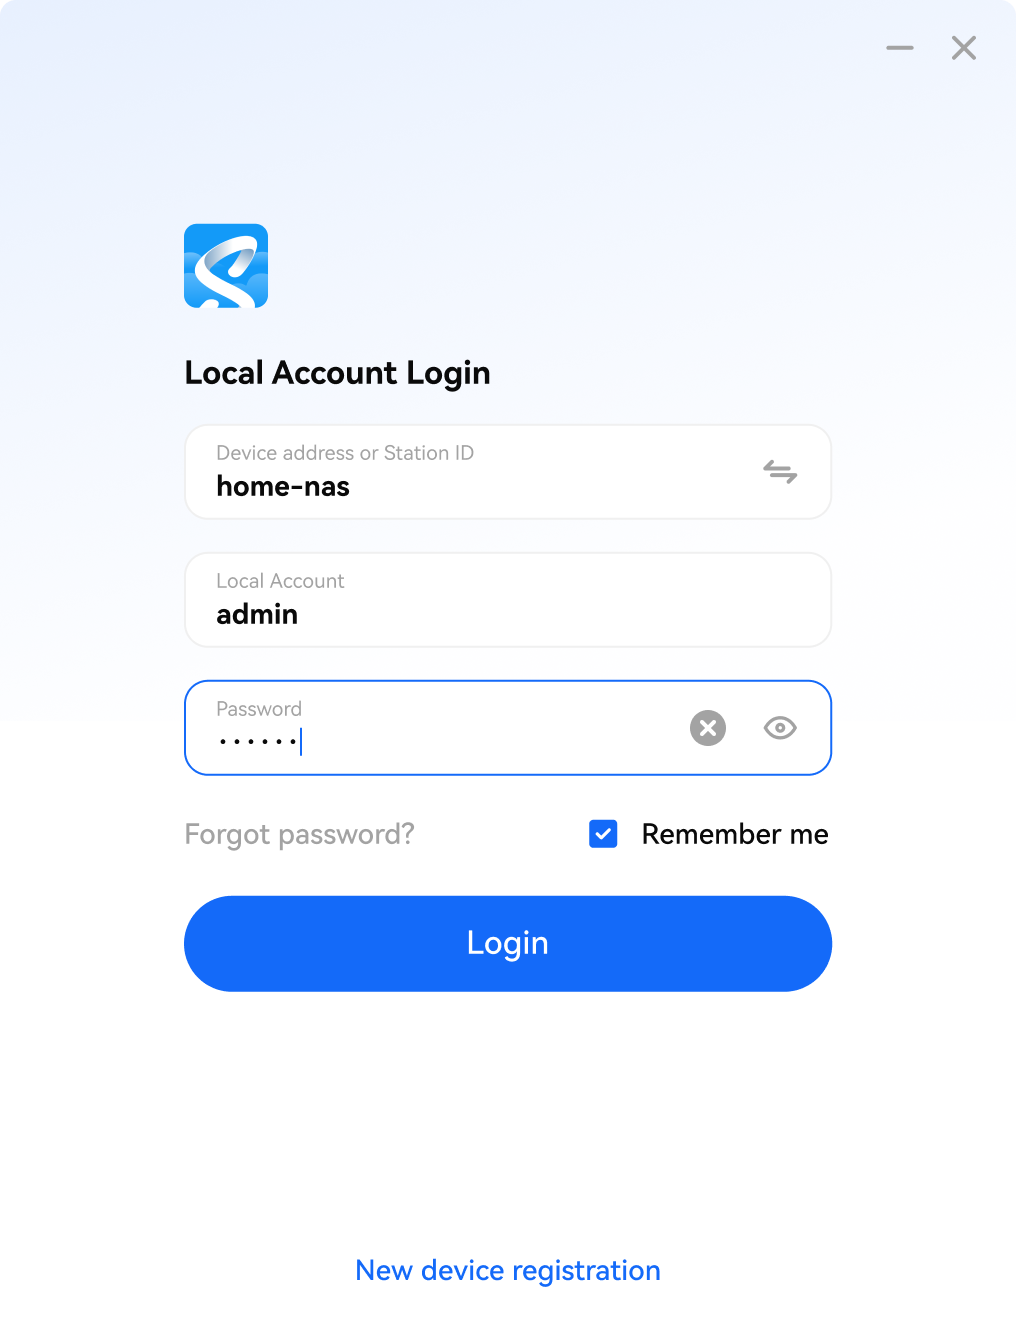 Local Account Login
Device address or Station ID
home-nas
Local Account
admin
Password
••••••
Forgot password?
Remember me
Login
New device registration